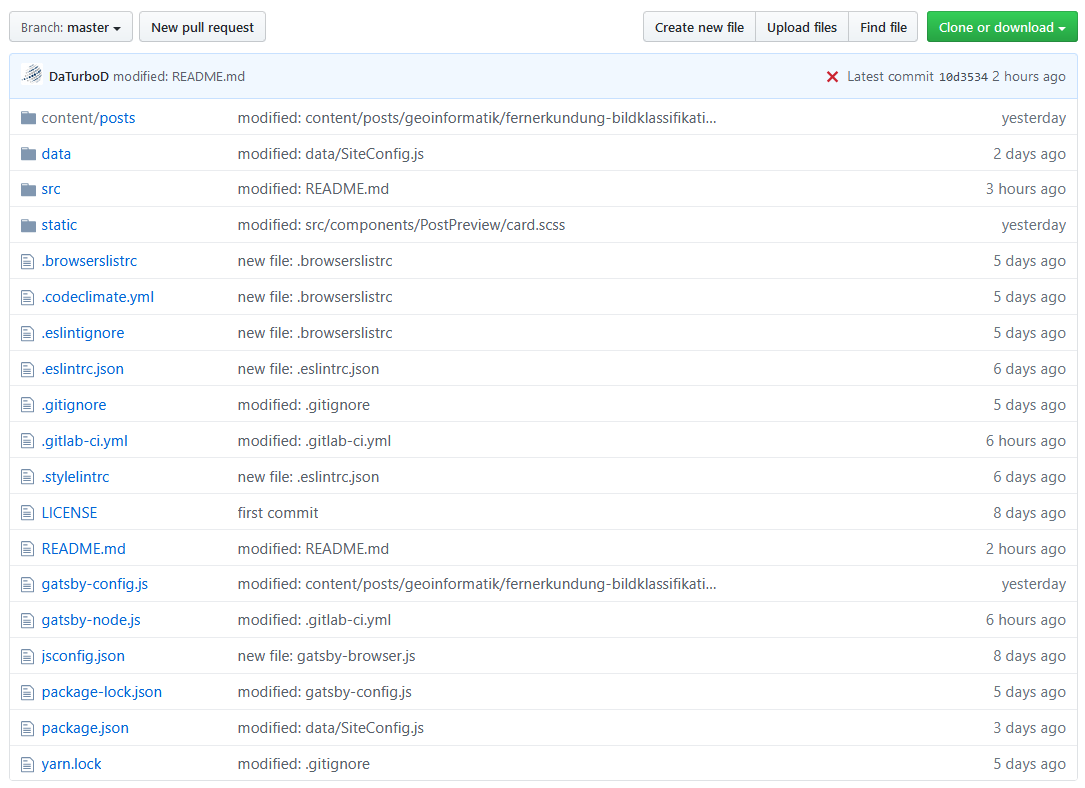 Branch: master New pull request Create new file Upload files Find file Clone or download
DaTurboD modified: README.md Latest commit 10d3534 2 hours ago
content/posts modified: content/posts/geoinformatik/fernerkundung-bildklassifikati... yesterday
data modified: data/SiteConfig.js 2 days ago
src modified: README.md 3 hours ago
static modified: src/components/PostPreview/card.scss yesterday
.browserslistrc new file: .browserslistrc 5 days ago
.codeclimate.yml new file: .browserslistrc 5 days ago
.eslintignore new file: .browserslistrc 5 days ago
.eslintrc.json new file: .eslintrc.json 6 days ago
.gitignore modified: .gitignore 5 days ago
.gitlab-ci.yml modified: .gitlab-ci.yml 6 hours ago
.stylelintrc new file: .eslintrc.json 6 days ago
LICENSE first commit 8 days ago
README.md modified: README.md 2 hours ago
gatsby-config.js modified: content/posts/geoinformatik/fernerkundung-bildklassifikati... yesterday
gatsby-node.js modified: .gitlab-ci.yml 6 hours ago
jsconfig.json new file: gatsby-browser.js 8 days ago
package-lock.json modified: gatsby-config.js 5 days ago
package.json modified: data/SiteConfig.js 3 days ago
yarn.lock modified: .gitignore 5 days ago